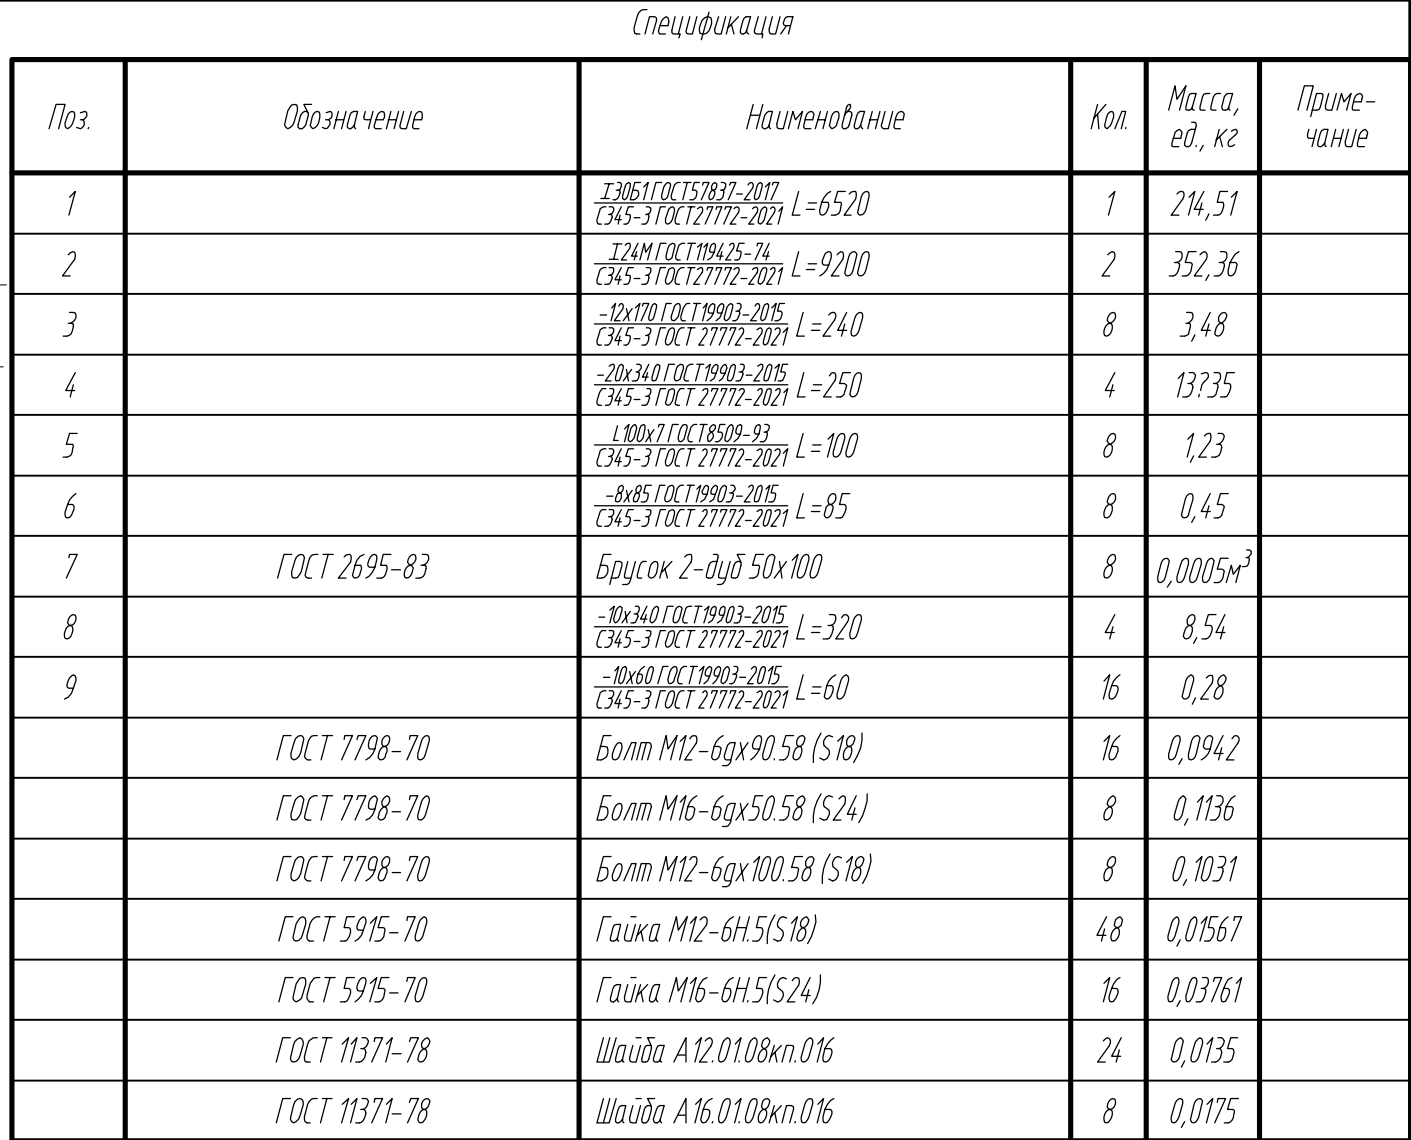 Спецификация
Поз. Обозначение Наименование Кол. Масса, ед., кг Приме-чание
1 I30Б1 ГОСТ57837-2017 L=6520 1 214,51
С345-3 ГОСТ27772-2021
2 I24М ГОСТ119425-74 L=9200 2 352,36
С345-3 ГОСТ27772-2021
3 -12х170 ГОСТ19903-2015 L=240 8 3,48
С345-3 ГОСТ 27772-2021
4 -20х340 ГОСТ19903-2015 L=250 4 13?35
С345-3 ГОСТ 27772-2021
5 L100х7 ГОСТ8509-93 L=100 8 1,23
С345-3 ГОСТ 27772-2021
6 -8х85 ГОСТ19903-2015 L=85 8 0,45
С345-3 ГОСТ 27772-2021
7 ГОСТ 2695-83 Брусок 2-дуб 50х100 8 0,0005м³
8 -10х340 ГОСТ19903-2015 L=320 4 8,54
С345-3 ГОСТ 27772-2021
9 -10х60 ГОСТ19903-2015 L=60 16 0,28
С345-3 ГОСТ 27772-2021
ГОСТ 7798-70 Болт М12-6gх90.58 (S18) 16 0,0942
ГОСТ 7798-70 Болт М16-6gх50.58 (S24) 8 0,1136
ГОСТ 7798-70 Болт М12-6gх100.58 (S18) 8 0,1031
ГОСТ 5915-70 Гайка М12-6Н.5(S18) 48 0,01567
ГОСТ 5915-70 Гайка М16-6Н.5(S24) 16 0,03761
ГОСТ 11371-78 Шайба А12.01.08кп.016 24 0,0135
ГОСТ 11371-78 Шайба А16.01.08кп.016 8 0,0175